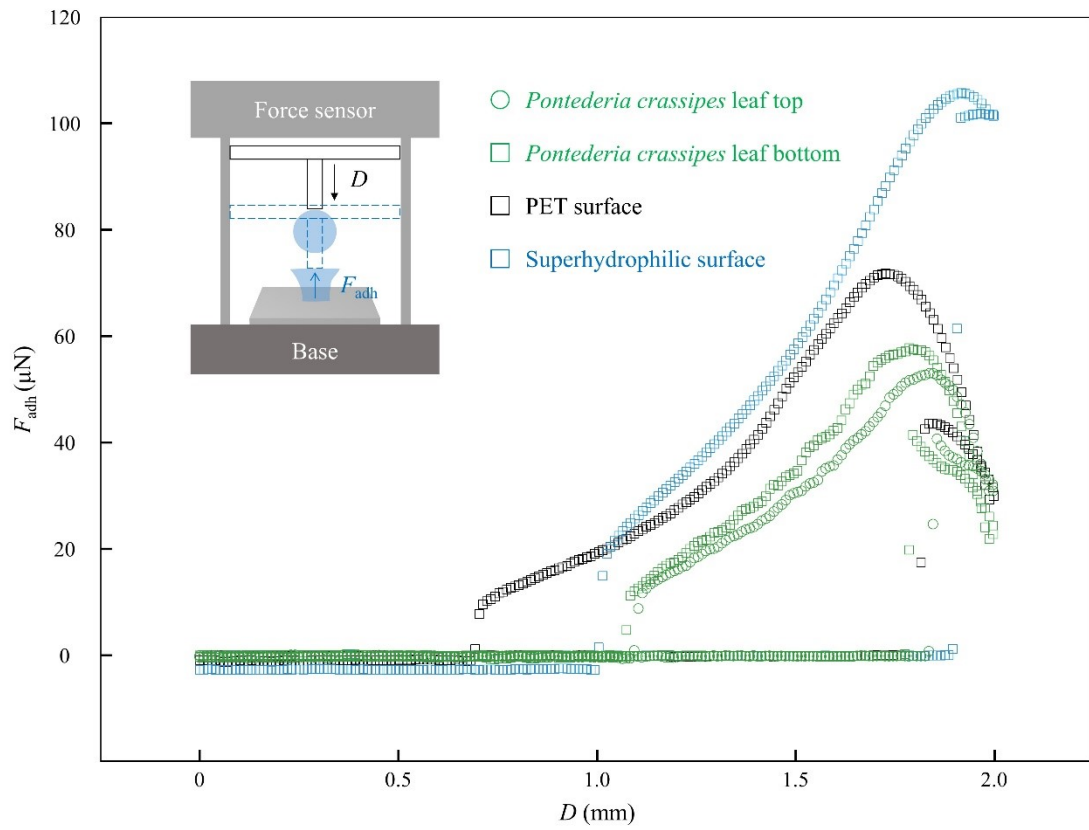 120
100
80
60
40
20
0
F_adh (μN)
0
0.5
1.0
1.5
2.0
D (mm)
Force sensor
D
F_adh
Base
Pontederia crassipes leaf top
Pontederia crassipes leaf bottom
PET surface
Superhydrophilic surface